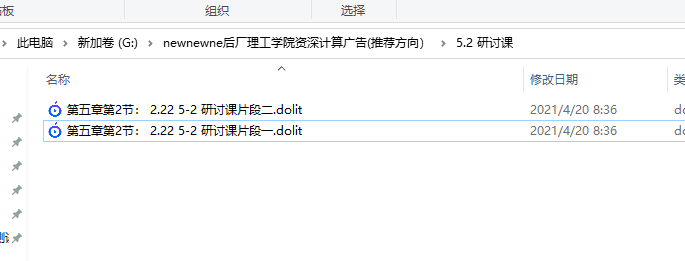 贴板 组织 选择
此电脑 › 新加卷 (G:) › newnewne后厂理工学院资深计算广告(推荐方向) › 5.2 研讨课
名称 修改日期 类
第五章第2节： 2.22 5-2 研讨课片段二.dolit 2021/4/20 8:36 do
第五章第2节： 2.22 5-2 研讨课片段一.dolit 2021/4/20 8:36 do